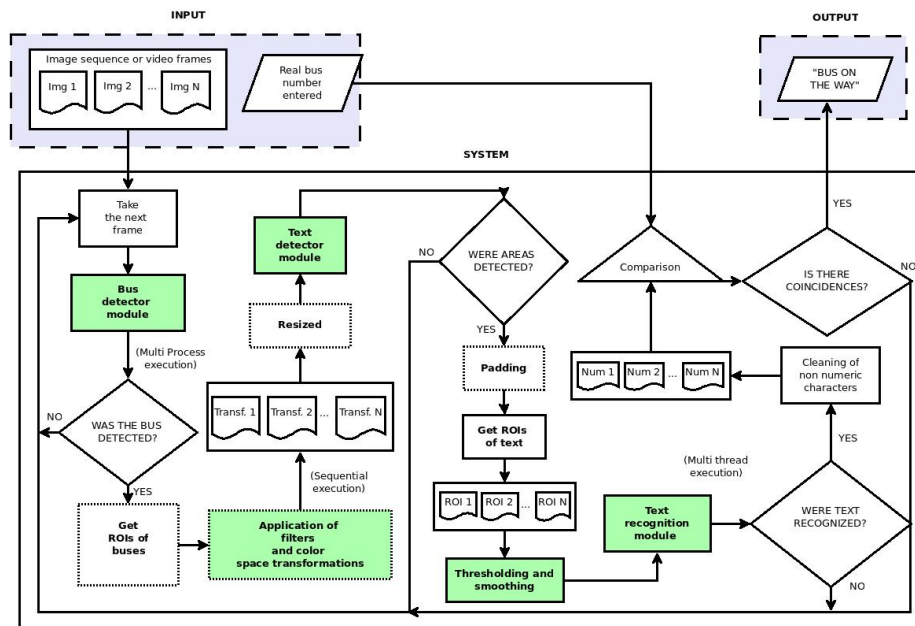 INPUT
Image sequence or video frames
Img 1
Img 2
...
Img N
Real bus
number
entered
OUTPUT
"BUS ON
THE WAY"
SYSTEM
Take
the next
frame
Bus
detector
module
(Multi Process
execution)
WAS THE BUS
DETECTED?
NO
YES
Get
ROIs of
buses
Application of
filters
and color
space transformations
(Sequential
execution)
Transf. 1
Transf. 2
...
Transf. N
Resized
Text
detector
module
WERE AREAS
DETECTED?
NO
YES
Padding
Get ROIs
of text
ROI 1
ROI 2
...
ROI N
Thresholding and
smoothing
Text
recognition
module
(Multi thread
execution)
WERE TEXT
RECOGNIZED?
NO
YES
Cleaning of
non numeric
characters
Num 1
Num 2
...
Num N
Comparison
IS THERE
COINCIDENCES?
YES
NO